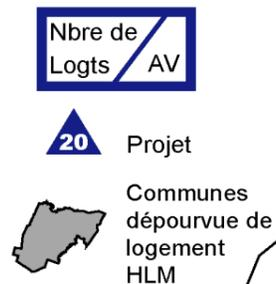 Nbre de
Logts / AV
20 Projet
Communes
dépourvue de
logement
HLM